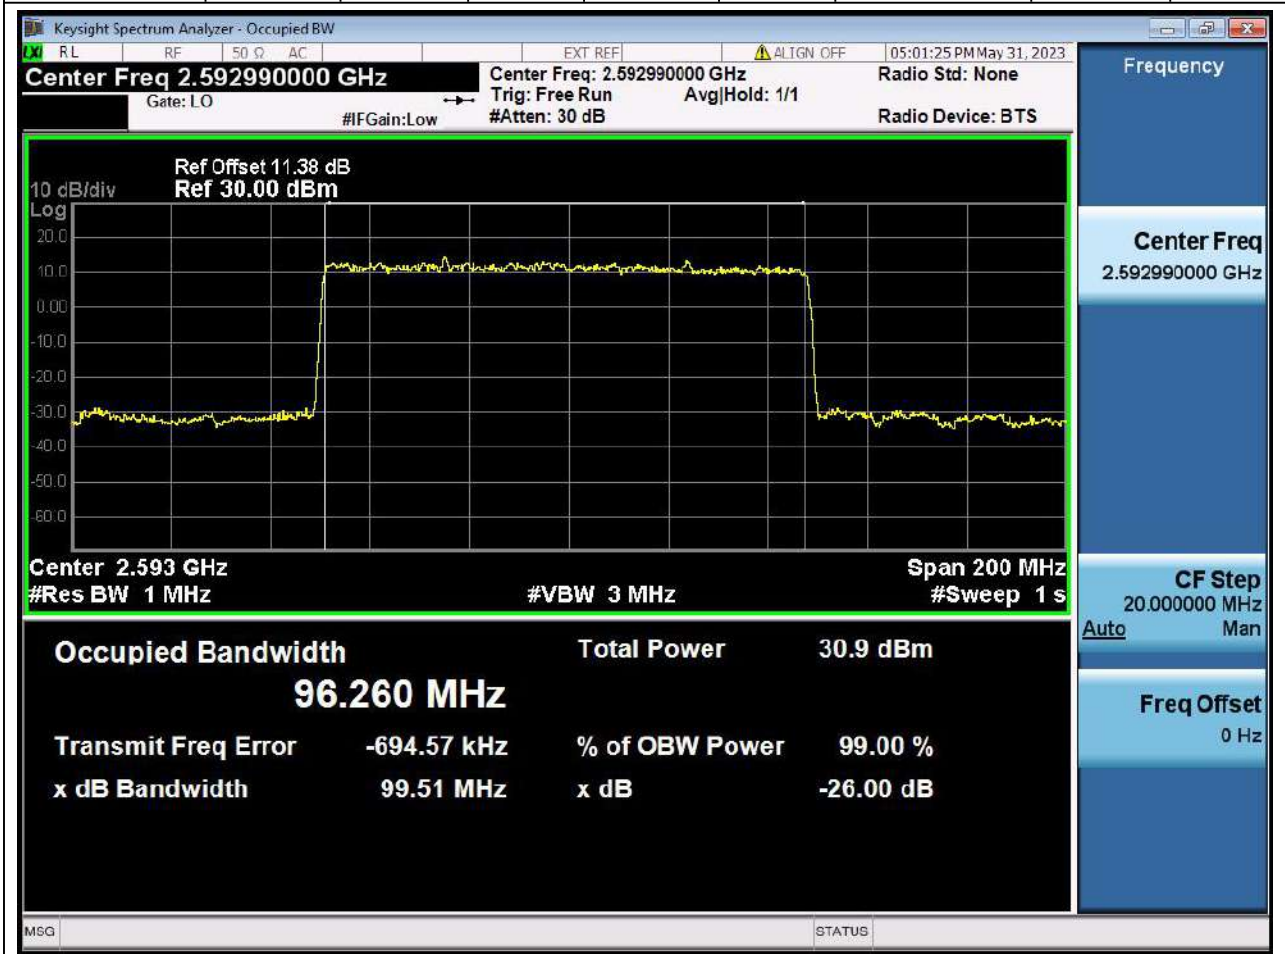 Keysight Spectrum Analyzer - Occupied BW
LXI RL RF 50 Ω AC EXT REF ALIGN OFF 05:01:25 PM May 31, 2023
Center Freq 2.592990000 GHz
Gate: LO
#IFGain:Low
Center Freq: 2.592990000 GHz
Trig: Free Run Avg|Hold: 1/1
#Atten: 30 dB
Radio Std: None
Radio Device: BTS
Ref Offset 11.38 dB
10 dB/div Ref 30.00 dBm
Log
20.0
10.0
0.00
-10.0
-20.0
-30.0
-40.0
-50.0
-60.0
Center 2.593 GHz Span 200 MHz
#Res BW 1 MHz #VBW 3 MHz #Sweep 1 s
Occupied Bandwidth Total Power 30.9 dBm
96.260 MHz
Transmit Freq Error -694.57 kHz % of OBW Power 99.00 %
x dB Bandwidth 99.51 MHz x dB -26.00 dB
Frequency
Center Freq
2.592990000 GHz
CF Step
20.000000 MHz
Auto Man
Freq Offset
0 Hz
MSG STATUS